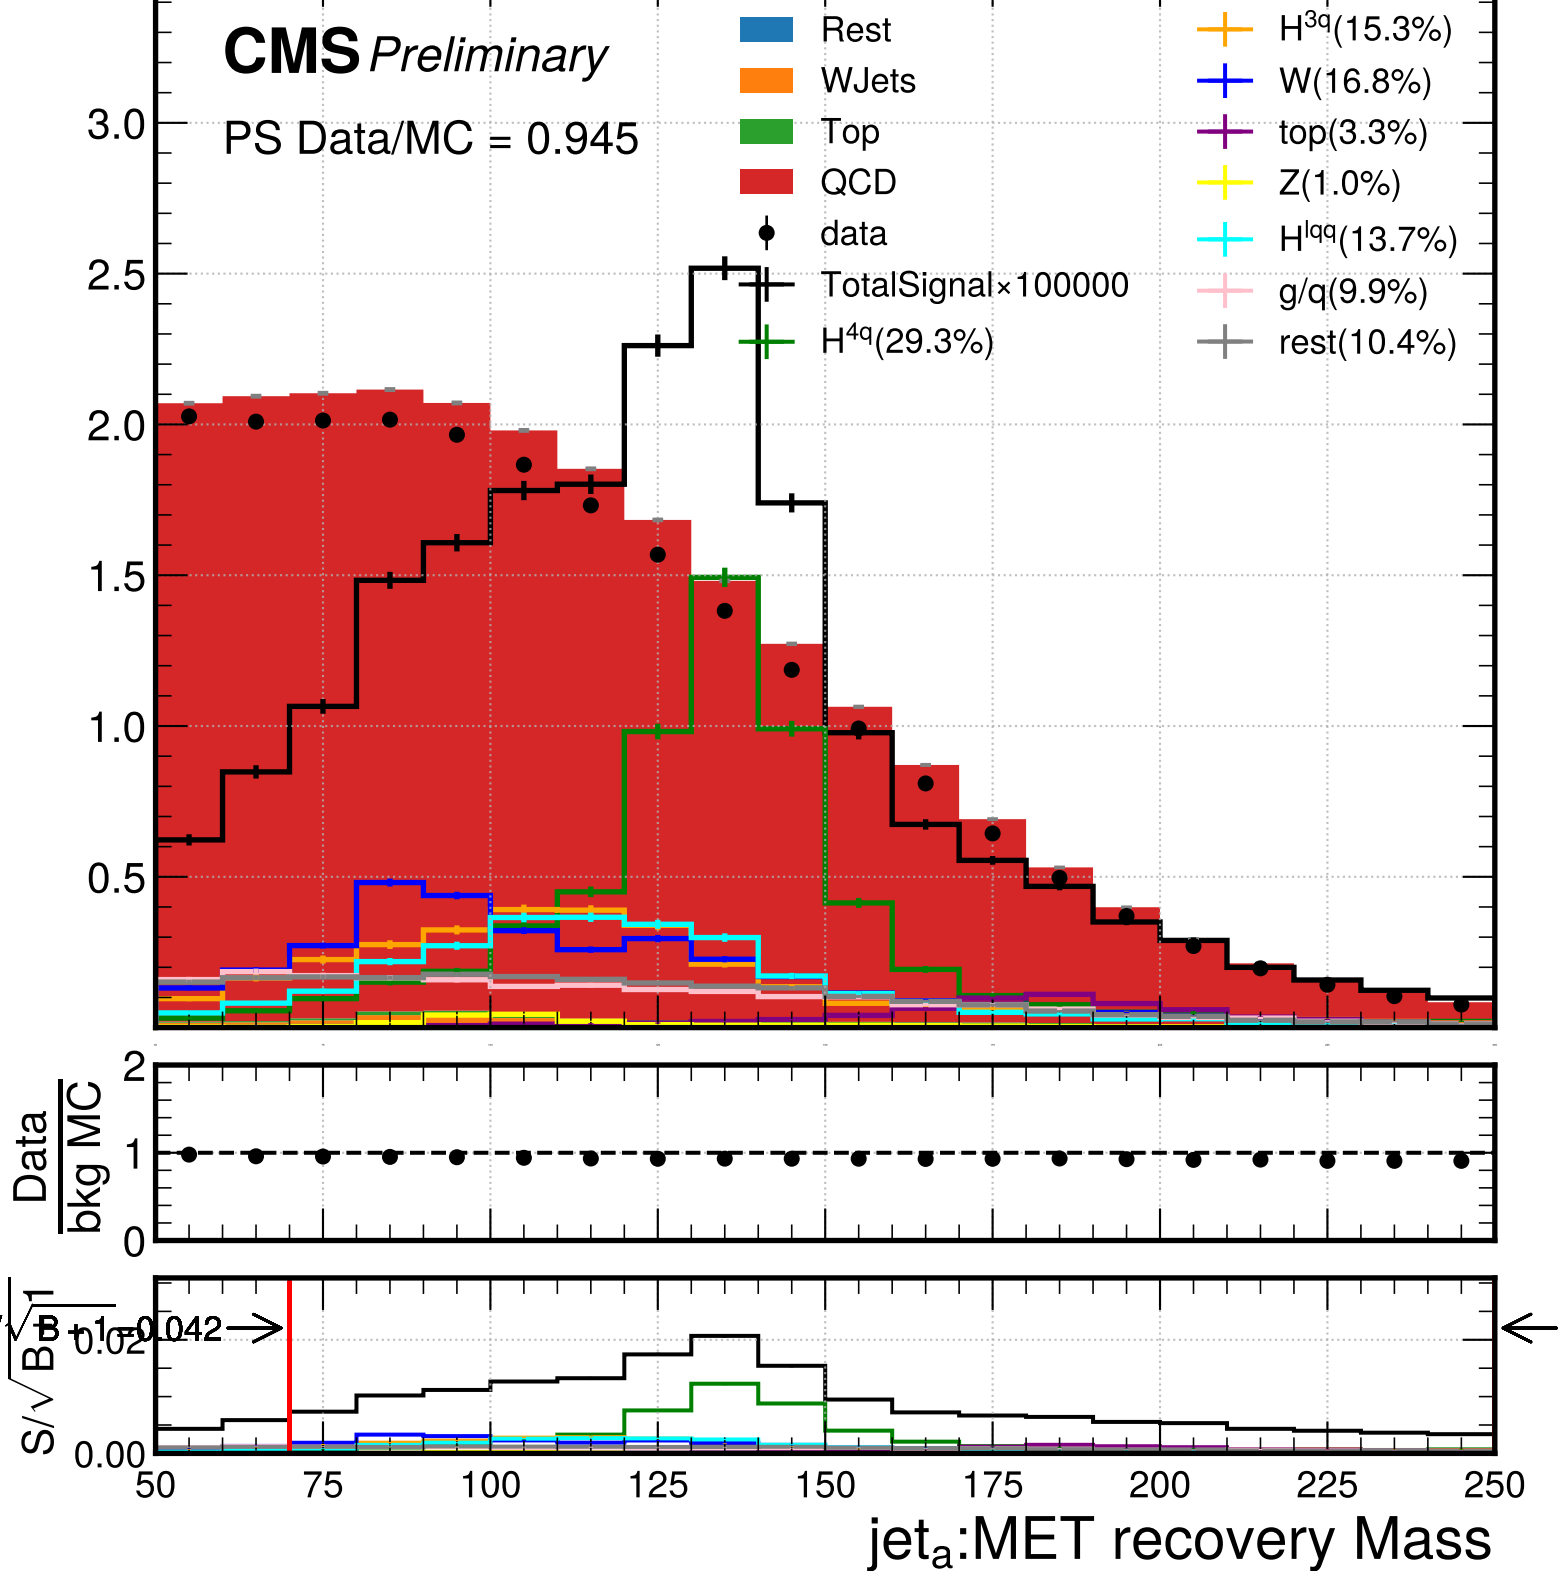 CMS Preliminary
PS Data/MC = 0.945
Rest
WJets
Top
QCD
data
TotalSignal×100000
H4q(29.3%)
H3q(15.3%)
W(16.8%)
top(3.3%)
Z(1.0%)
Hlqq(13.7%)
g/q(9.9%)
rest(10.4%)
3.0
2.5
2.0
1.5
1.0
0.5
Data
bkg MC
2
1
0
S/√B+1
0.02
0.00
50 75 100 125 150 175 200 225 250
jeta:MET recovery Mass